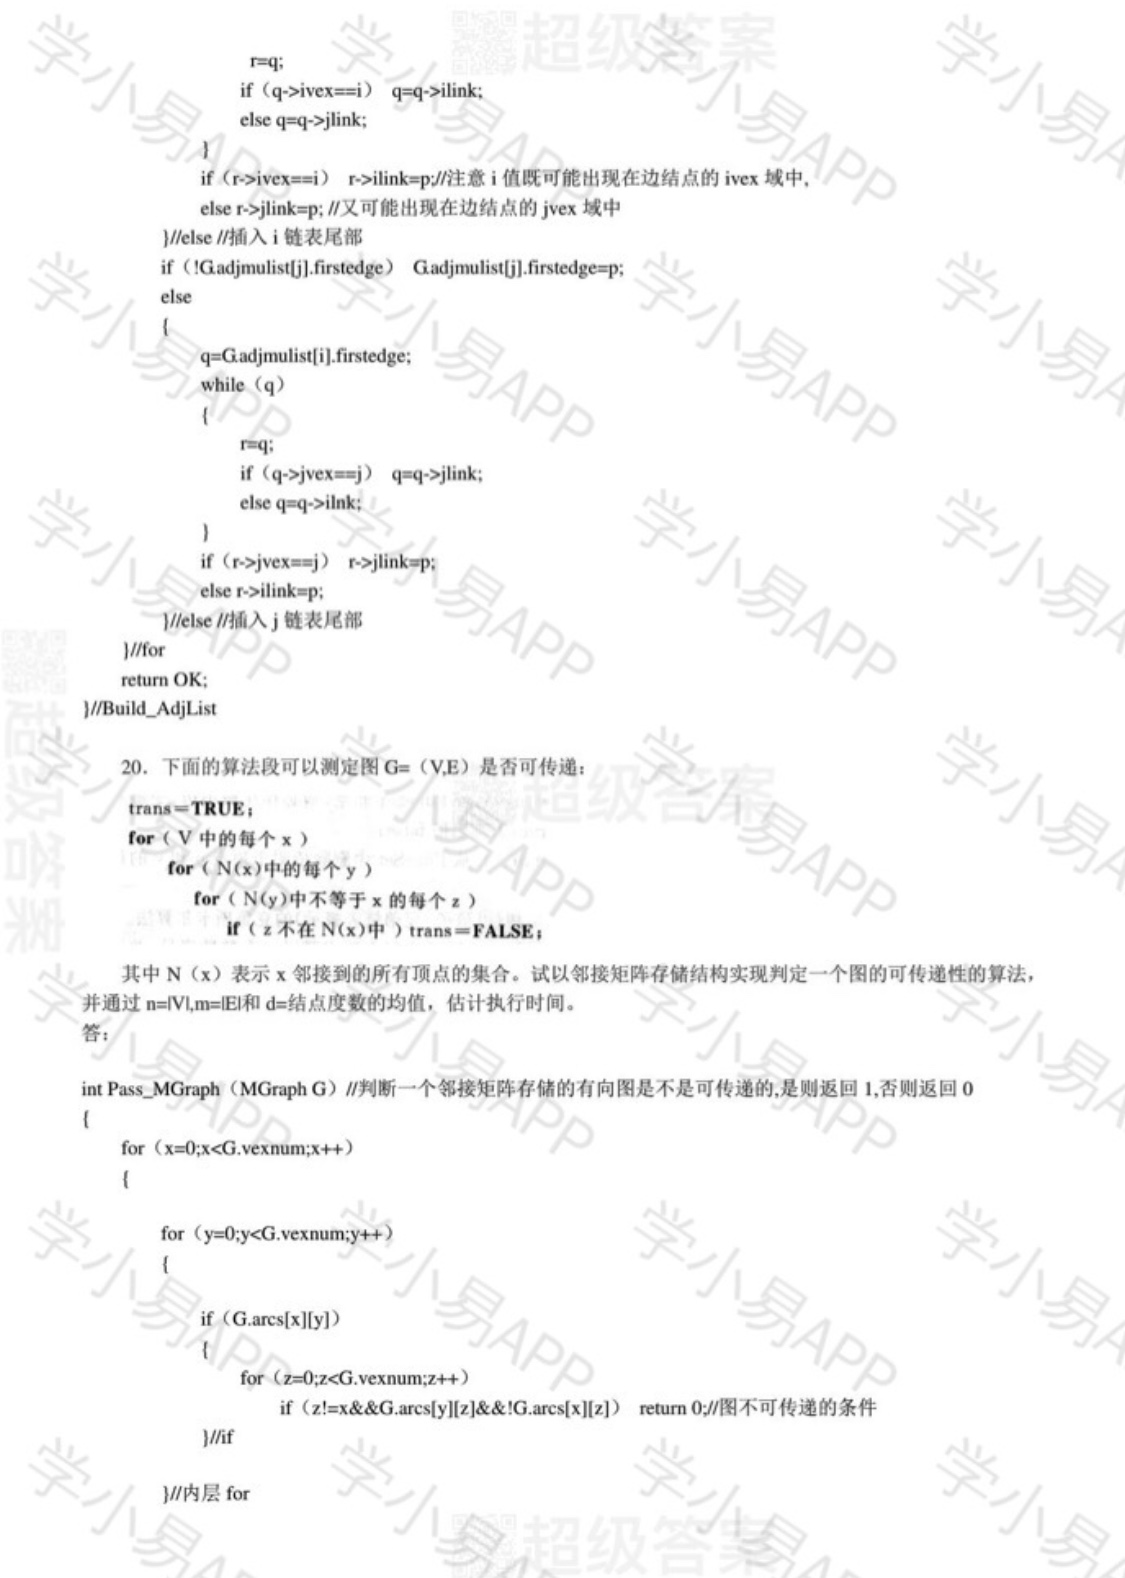 r=q;
if（q->ivex==i） q=q->ilink;
else q=q->jlink;
}
if（r->ivex==i） r->ilink=p;//注意 i 值既可能出现在边结点的 ivex 域中,
else r->jlink=p; //又可能出现在边结点的 jvex 域中
}//else //插入 i 链表尾部
if（!G.adjmulist[j].firstedge） G.adjmulist[j].firstedge=p;
else
{
q=G.adjmulist[i].firstedge;
while（q）
{
r=q;
if（q->jvex==j） q=q->jlink;
else q=q->ilnk;
}
if（r->jvex==j） r->jlink=p;
else r->ilink=p;
}//else //插入 j 链表尾部
}//for
return OK;
}//Build_AdjList
20．下面的算法段可以测定图 G=（V,E）是否可传递：
trans＝TRUE；
for（ V 中的每个 x ）
for（ N(x)中的每个 y ）
for（ N(y)中不等于 x 的每个 z ）
if（ z 不在 N(x)中 ）trans＝FALSE；
其中 N（x）表示 x 邻接到的所有顶点的集合。试以邻接矩阵存储结构实现判定一个图的可传递性的算法，
并通过 n=|V|,m=|E|和 d=结点度数的均值，估计执行时间。
答：
int Pass_MGraph（MGraph G）//判断一个邻接矩阵存储的有向图是不是可传递的,是则返回 1,否则返回 0
{
for（x=0;x<G.vexnum;x++）
{
for（y=0;y<G.vexnum;y++）
{
if（G.arcs[x][y]）
{
for（z=0;z<G.vexnum;z++）
if（z!=x&&G.arcs[y][z]&&!G.arcs[x][z]） return 0;//图不可传递的条件
}//if
}//内层 for
学小易APP
超级答案